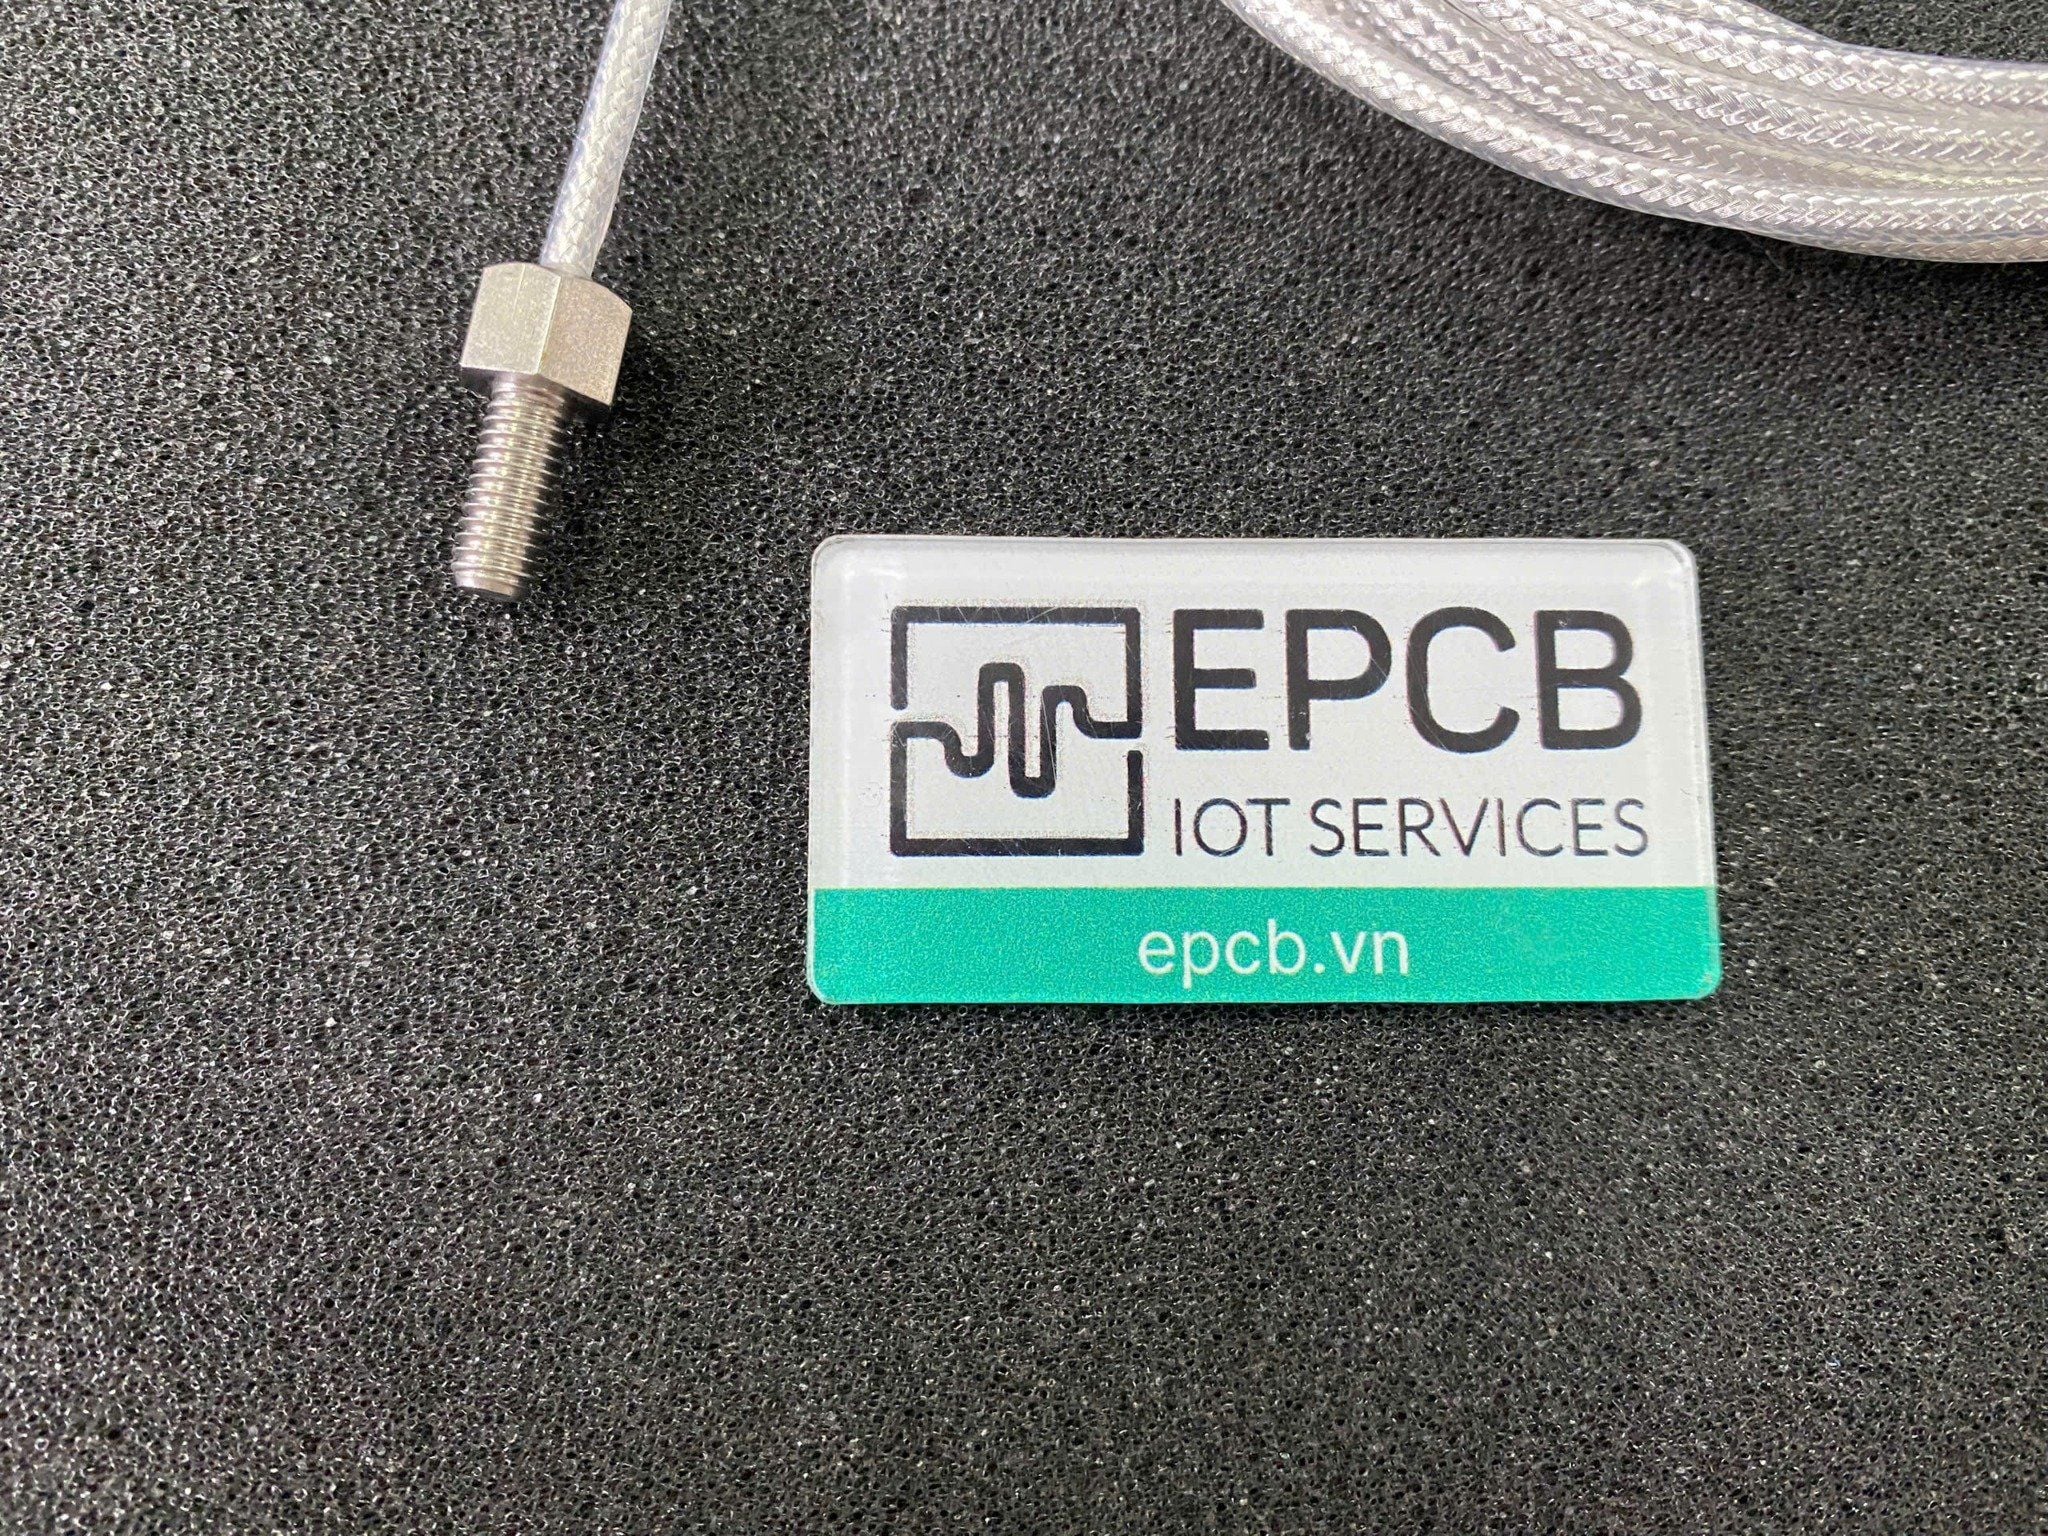 EPCB
IOT SERVICES
epcb.vn